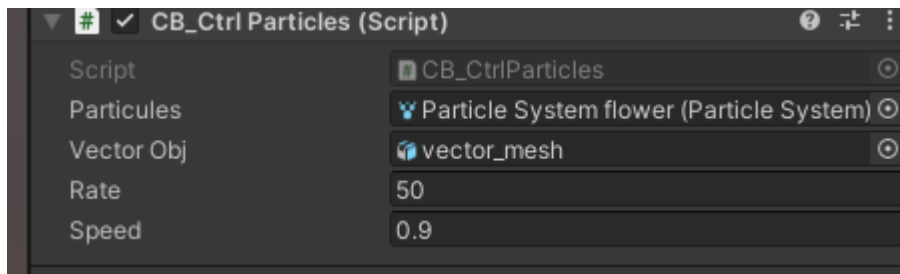 # CB_Ctrl Particles (Script)
Script # CB_CtrlParticles
Particules Particle System flower (Particle System)
Vector Obj vector_mesh
Rate 50
Speed 0.9